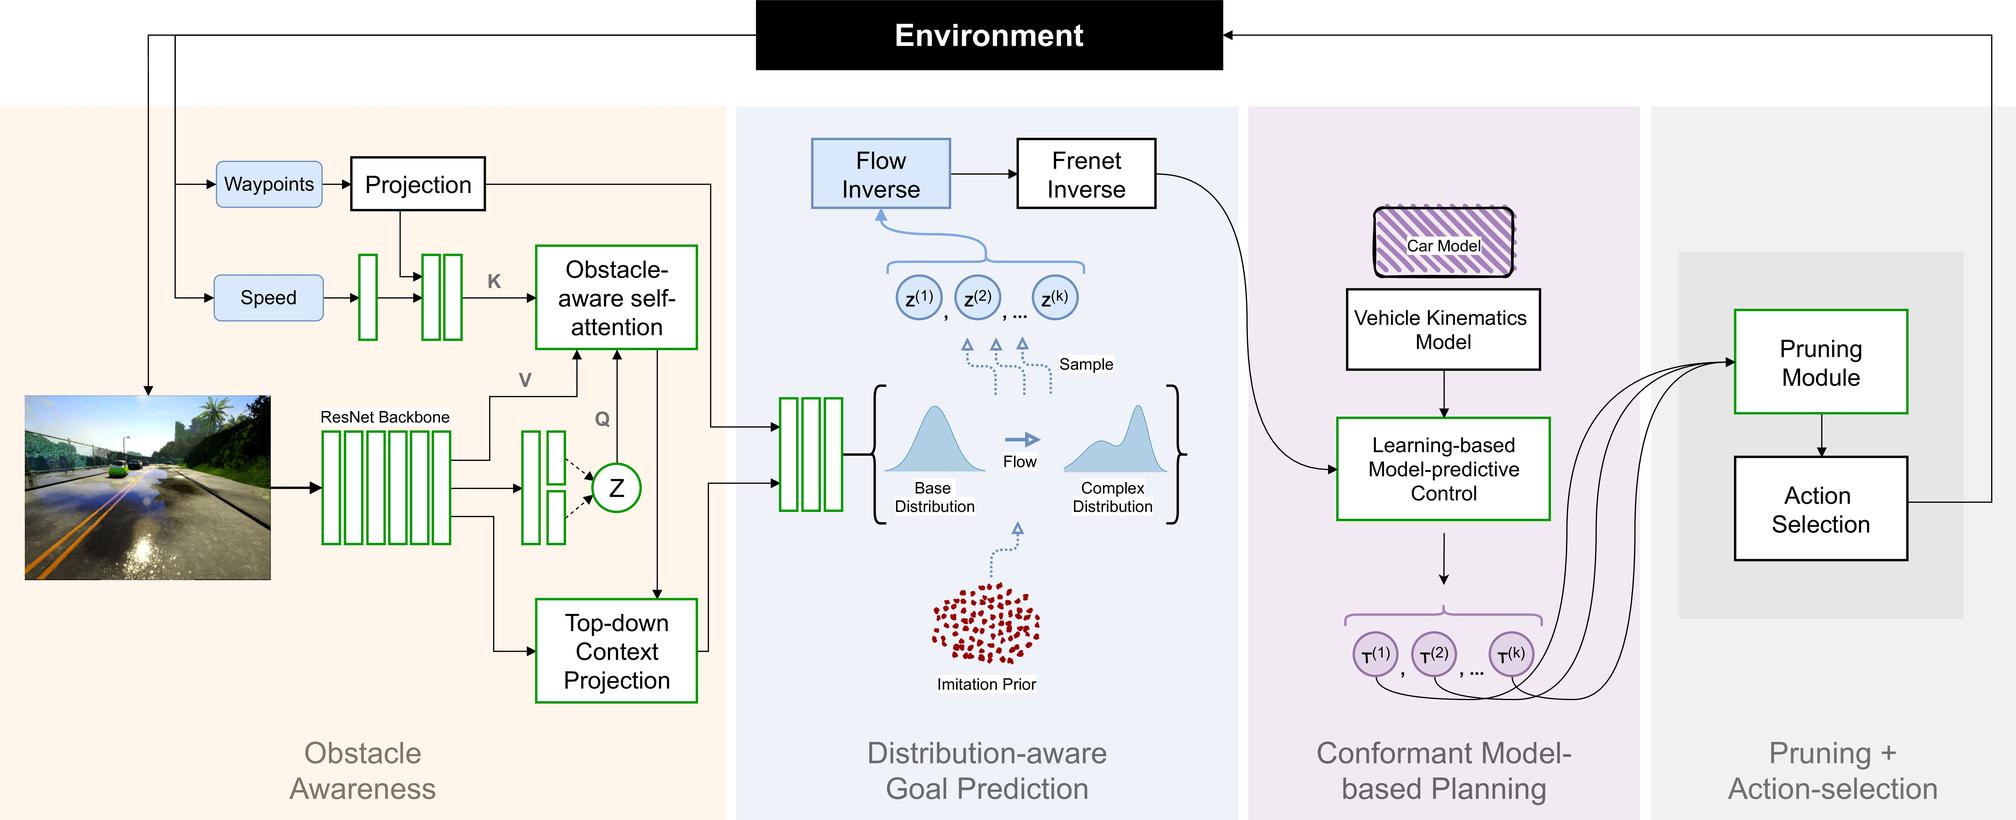 Environment
Waypoints
Projection
Speed
K
Obstacle-
aware self-
attention
V
Q
ResNet Backbone
Z
Top-down
Context
Projection
Obstacle
Awareness
Flow
Inverse
Frenet
Inverse
z(1) , z(2) , ... z(k)
Sample
Flow
Base
Distribution
Complex
Distribution
Imitation Prior
Distribution-aware
Goal Prediction
Car Model
Vehicle Kinematics
Model
Learning-based
Model-predictive
Control
T(1) , T(2) , ... T(k)
Conformant Model-
based Planning
Pruning
Module
Action
Selection
Pruning +
Action-selection